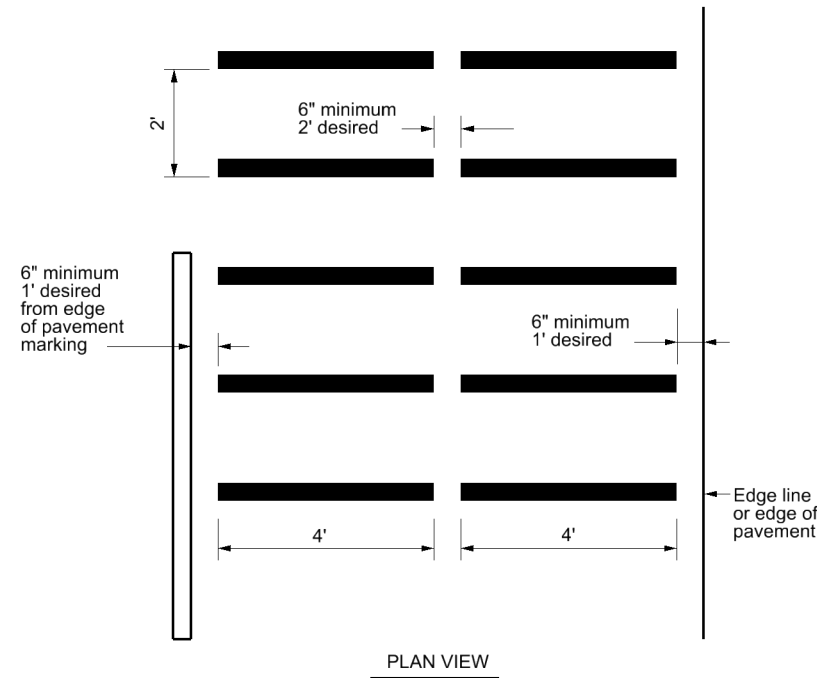 6" minimum
2' desired
2'
6" minimum
1' desired
from edge
of pavement
marking
6" minimum
1' desired
Edge line
or edge of
pavement
4'
4'
PLAN VIEW